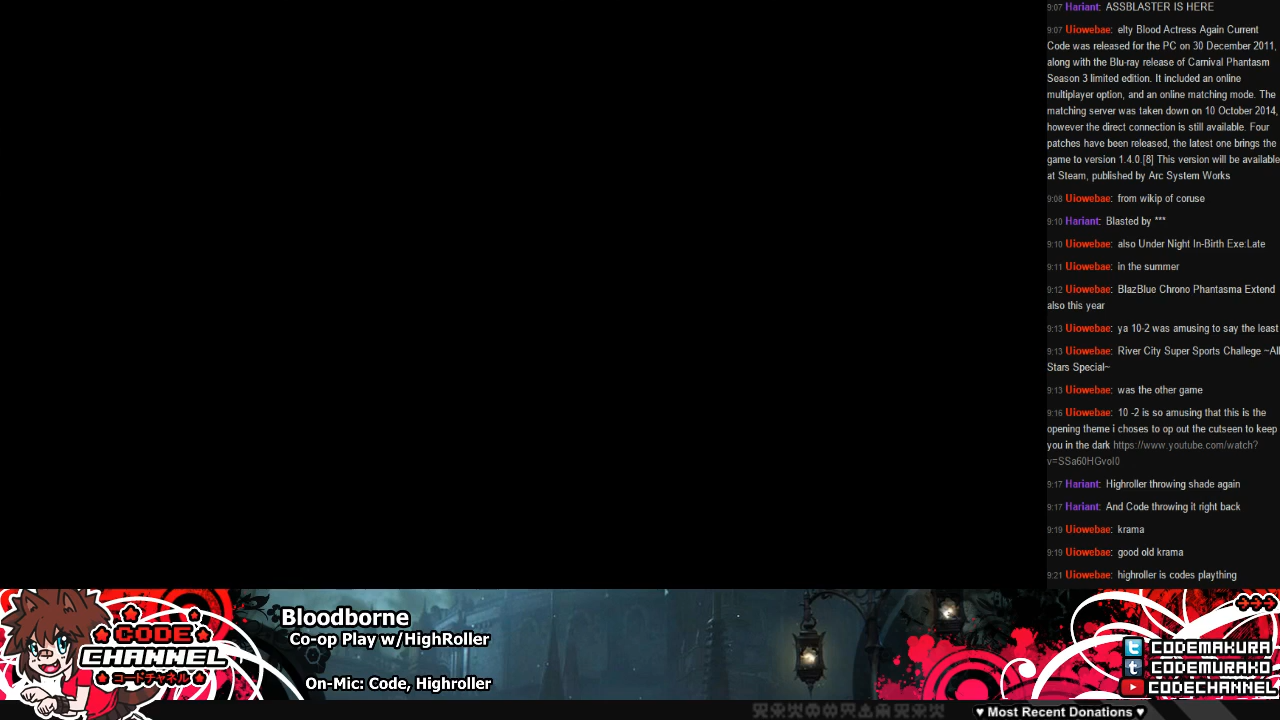 9:07 Hariant: ASSBLASTER IS HERE
9:07 Uiowebae: elty Blood Actress Again Current
Code was released for the PC on 30 December 2011,
along with the Blu-ray release of Carnival Phantasm
Season 3 limited edition. It included an online
multiplayer option, and an online matching mode. The
matching server was taken down on 10 October 2014,
however the direct connection is still available. Four
patches have been released, the latest one brings the
game to version 1.4.0.[8] This version will be available
at Steam, published by Arc System Works
9:08 Uiowebae: from wikip of coruse
9:10 Hariant: Blasted by ***
9:10 Uiowebae: also Under Night In-Birth Exe:Late
9:11 Uiowebae: in the summer
9:12 Uiowebae: BlazBlue Chrono Phantasma Extend
also this year
9:13 Uiowebae: ya 10-2 was amusing to say the least
9:13 Uiowebae: River City Super Sports Challege ~All
Stars Special~
9:13 Uiowebae: was the other game
9:16 Uiowebae: 10 -2 is so amusing that this is the
opening theme i choses to op out the cutseen to keep
you in the dark https://www.youtube.com/watch?
v=SSa60HGvoI0
9:17 Hariant: Highroller throwing shade again
9:17 Hariant: And Code throwing it right back
9:19 Uiowebae: krama
9:19 Uiowebae: good old krama
9:21 Uiowebae: highroller is codes plaything
CODE
CHANNEL
コードチャネル
Bloodborne
Co-op Play w/HighRoller
On-Mic: Code, Highroller
CODEMAKURA
CODEMURAKO
CODECHANNEL
♥ Most Recent Donations ♥